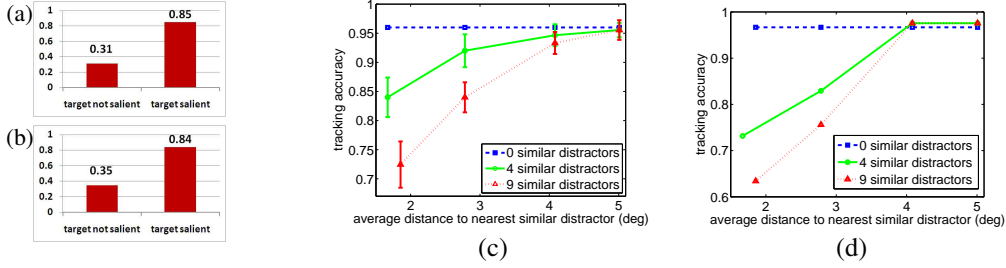 (a)
1
0.8
0.6
0.4
0.2
0
0.31
0.85
target not salient
target salient
(b)
1
0.8
0.6
0.4
0.2
0
0.35
0.84
target not salient
target salient
tracking accuracy
1
0.95
0.9
0.85
0.8
0.75
0.7
0 similar distractors
4 similar distractors
9 similar distractors
2 3 4 5
average distance to nearest similar distractor (deg)
(c)
tracking accuracy
1
0.9
0.8
0.7
0.6
0 similar distractors
4 similar distractors
9 similar distractors
2 3 4 5
average distance to nearest similar distractor (deg)
(d)